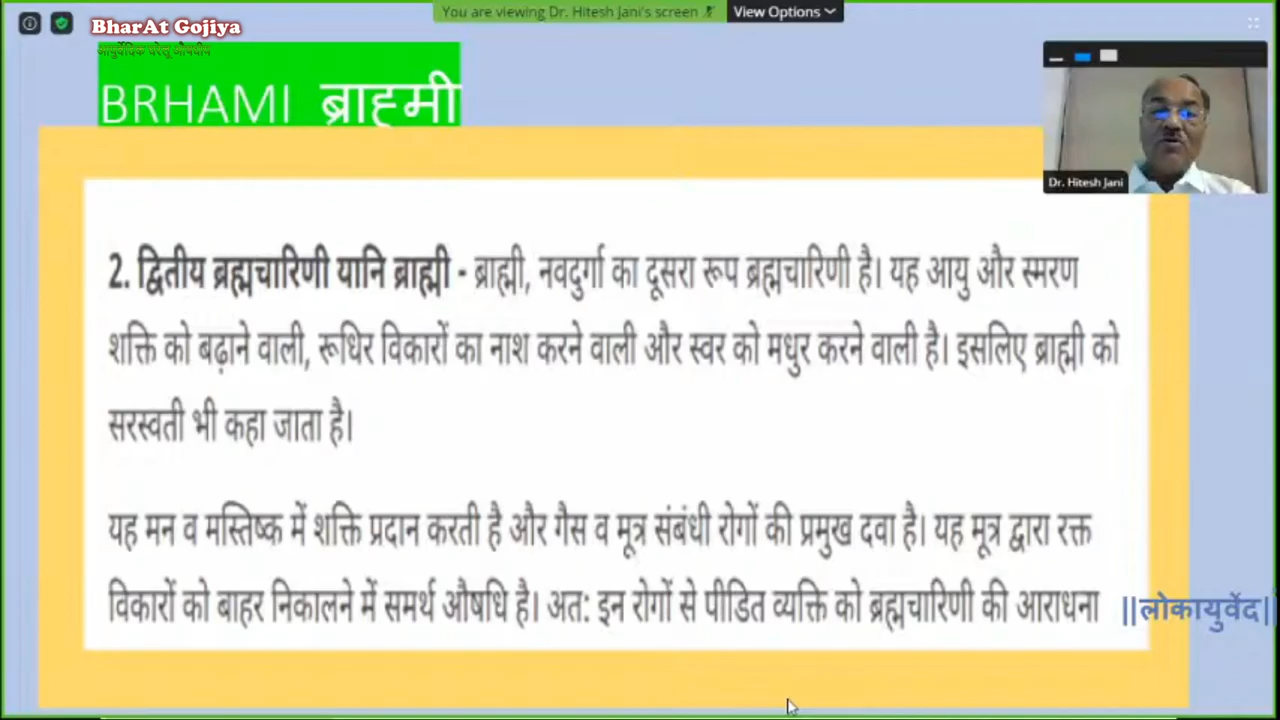 You are viewing Dr. Hitesh Jani's screen
View Options
BharAt Gojiya
आयुर्वेदिक घरेलू औषधीय
BRHAMI ब्राह्मी
Dr. Hitesh Jani
2. द्वितीय ब्रह्मचारिणी यानि ब्राह्मी - ब्राह्मी, नवदुर्गा का दूसरा रूप ब्रह्मचारिणी है। यह आयु और स्मरण
शक्ति को बढ़ाने वाली, रूधिर विकारों का नाश करने वाली और स्वर को मधुर करने वाली है। इसलिए ब्राह्मी को
सरस्वती भी कहा जाता है।
यह मन व मस्तिष्क में शक्ति प्रदान करती है और गैस व मूत्र संबंधी रोगों की प्रमुख दवा है। यह मूत्र द्वारा रक्त
विकारों को बाहर निकालने में समर्थ औषधि है। अत: इन रोगों से पीडित व्यक्ति को ब्रह्मचारिणी की आराधना
||लोकायुर्वेद||